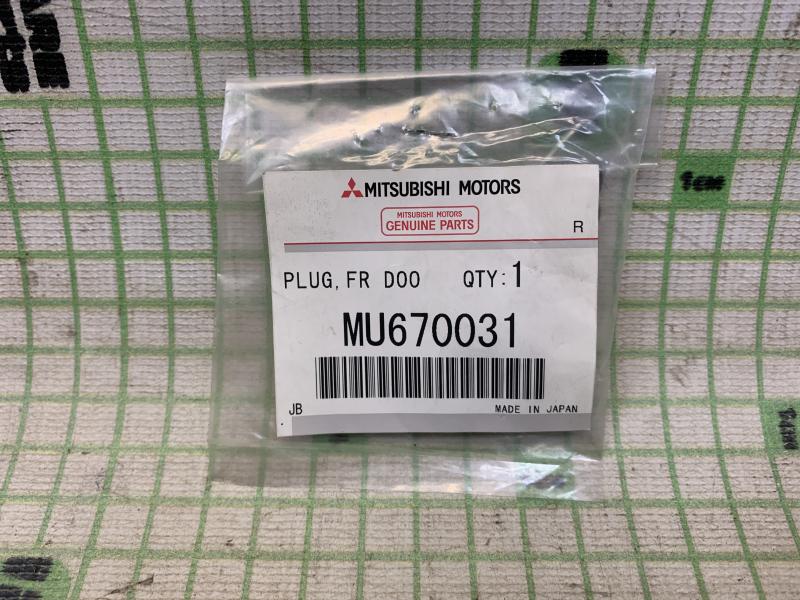 MITSUBISHI MOTORS
MITSUBISHI MOTORS
GENUINE PARTS
R
PLUG, FR DOO QTY: 1
MU670031
JB MADE IN JAPAN
1cm